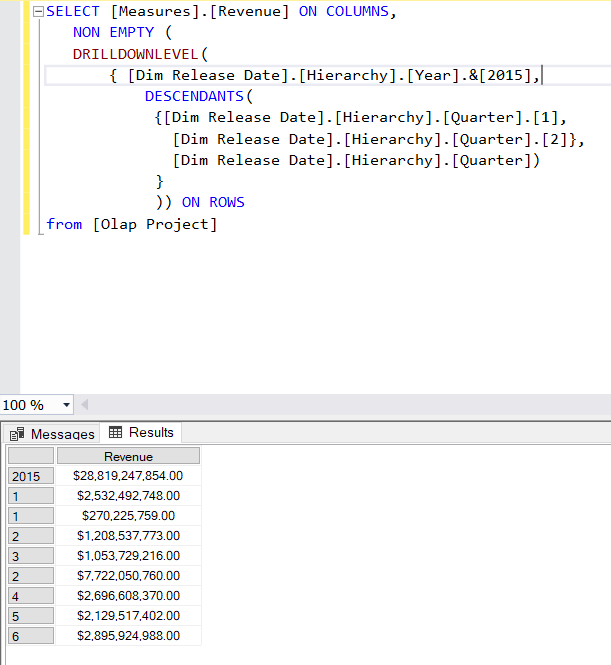 SELECT [Measures].[Revenue] ON COLUMNS,
NON EMPTY (
DRILLDOWNLEVEL(
{ [Dim Release Date].[Hierarchy].[Year].&[2015],
DESCENDANTS(
{[Dim Release Date].[Hierarchy].[Quarter].[1],
[Dim Release Date].[Hierarchy].[Quarter].[2]},
[Dim Release Date].[Hierarchy].[Quarter])
}
)) ON ROWS
from [Olap Project]
100 %
Messages Results
Revenue
2015 $28,819,247,854.00
1 $2,532,492,748.00
1 $270,225,759.00
2 $1,208,537,773.00
3 $1,053,729,216.00
2 $7,722,050,760.00
4 $2,696,608,370.00
5 $2,129,517,402.00
6 $2,895,924,988.00